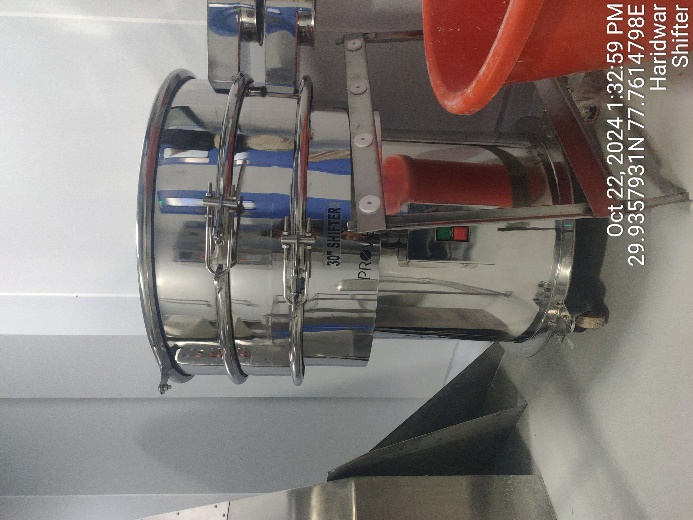 30" SHIFTER
Oct 22, 2024 1:32:59 PM
29.9357931N 77.7614798E
Haridwar
Shifter